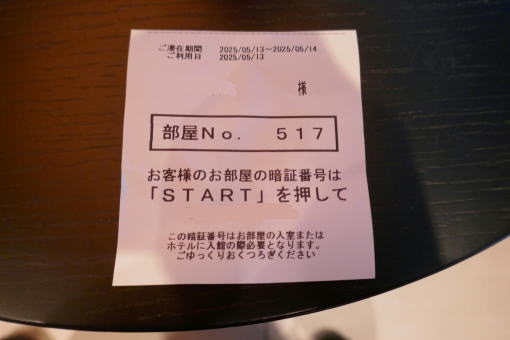 ご滞在期間 2025/05/13～2025/05/14
ご利用日 2025/05/13
様
部屋No. 517
お客様のお部屋の暗証番号は
「START」を押して
この暗証番号はお部屋の入室または
ホテルに入館の際必要となります。
ごゆっくりおくつろぎください